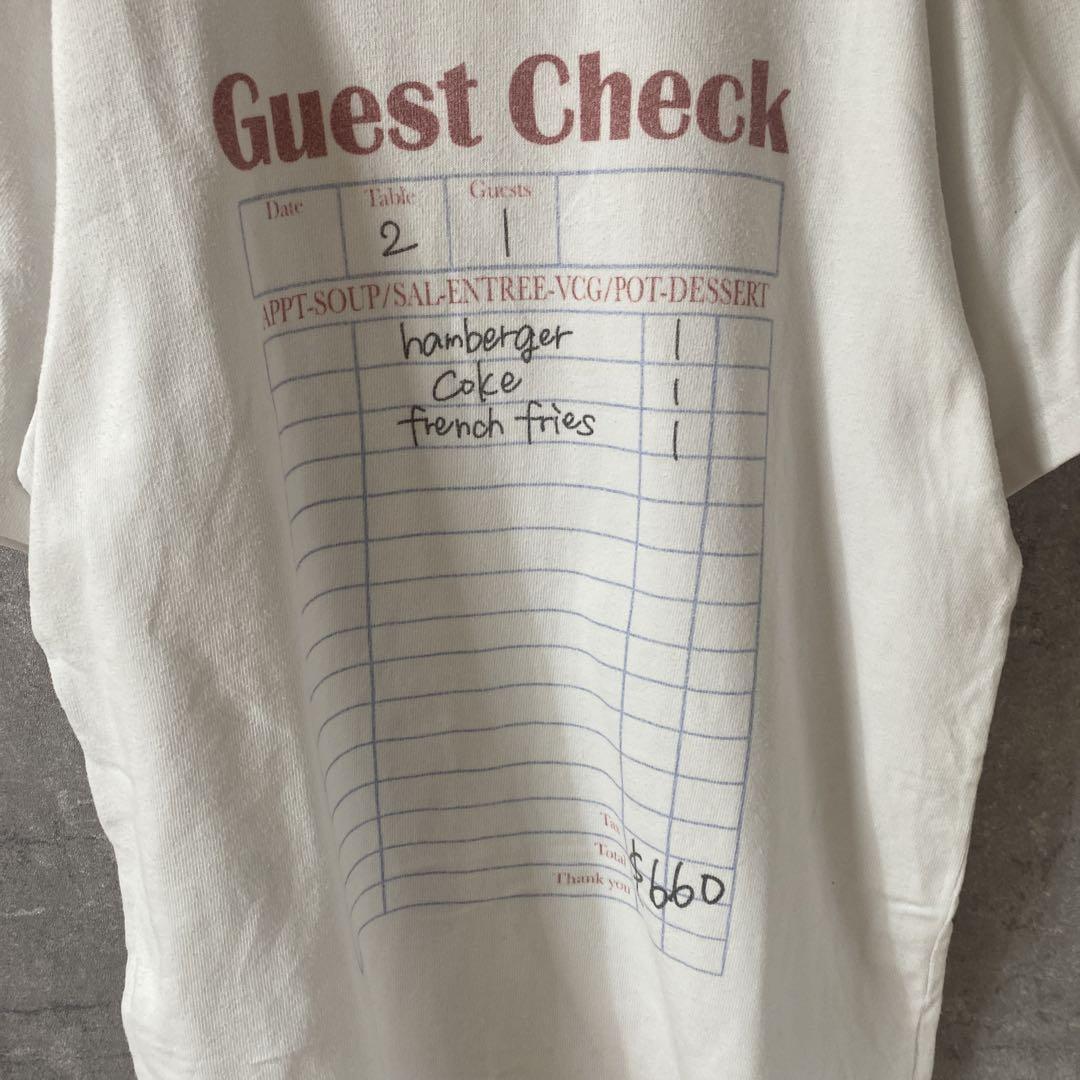 Guest Check
Date Table Guests
2 1
APPT-SOUP/SAL-ENTREE-VCG/POT-DESSERT
hamberger 1
Coke 1
french fries 1
Tax
Total $660
Thank you